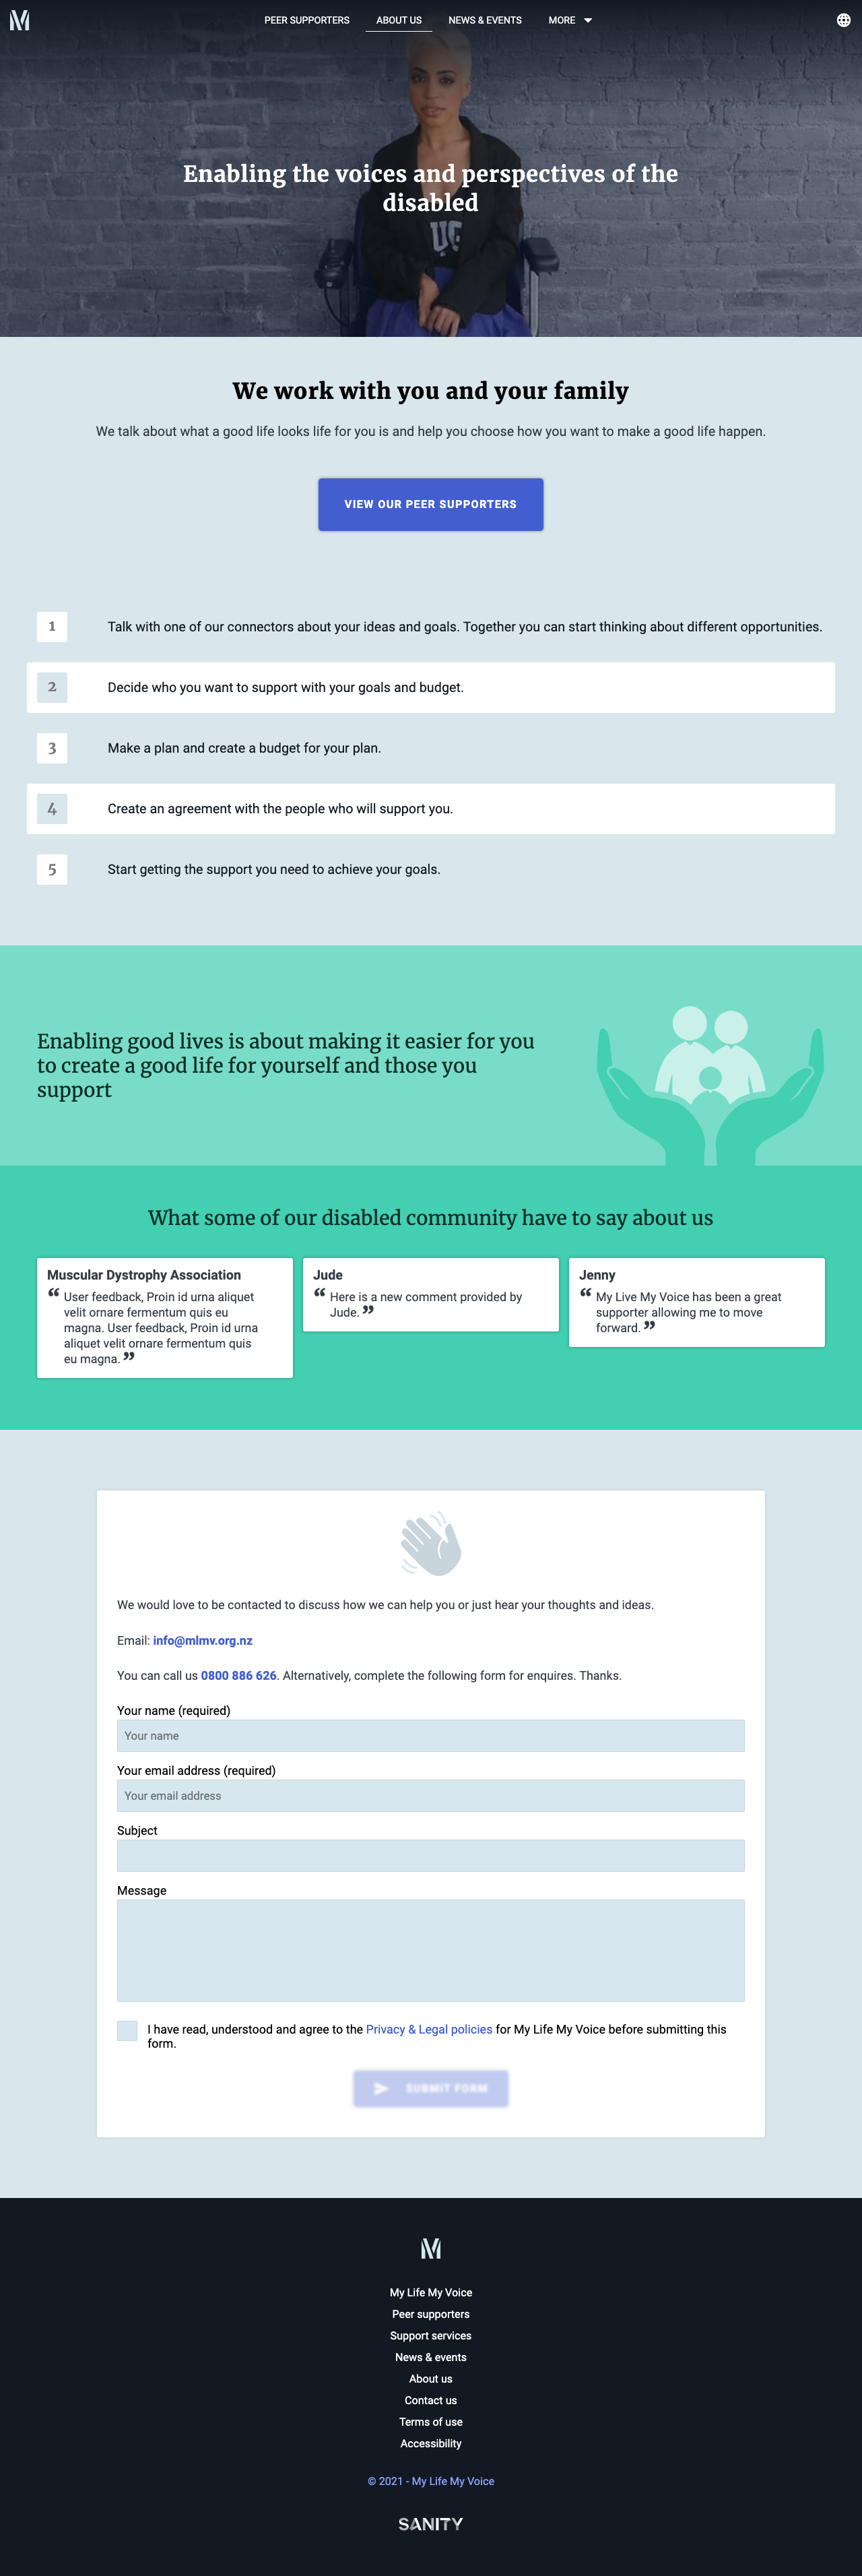 M
PEER SUPPORTERS
ABOUT US
NEWS & EVENTS
MORE
Enabling the voices and perspectives of the
disabled
UC
We work with you and your family
We talk about what a good life looks life for you is and help you choose how you want to make a good life happen.
VIEW OUR PEER SUPPORTERS
1
Talk with one of our connectors about your ideas and goals. Together you can start thinking about different opportunities.
2
Decide who you want to support with your goals and budget.
3
Make a plan and create a budget for your plan.
4
Create an agreement with the people who will support you.
5
Start getting the support you need to achieve your goals.
Enabling good lives is about making it easier for you
to create a good life for yourself and those you
support
What some of our disabled community have to say about us
Muscular Dystrophy Association
“ User feedback, Proin id urna aliquet
velit ornare fermentum quis eu
magna. User feedback, Proin id urna
aliquet velit ornare fermentum quis
eu magna. ”
Jude
“ Here is a new comment provided by
Jude. ”
Jenny
“ My Live My Voice has been a great
supporter allowing me to move
forward. ”
We would love to be contacted to discuss how we can help you or just hear your thoughts and ideas.
Email: info@mlmv.org.nz
You can call us 0800 886 626. Alternatively, complete the following form for enquires. Thanks.
Your name (required)
Your name
Your email address (required)
Your email address
Subject
Message
I have read, understood and agree to the Privacy & Legal policies for My Life My Voice before submitting this
form.
SUBMIT FORM
M
My Life My Voice
Peer supporters
Support services
News & events
About us
Contact us
Terms of use
Accessibility
© 2021 - My Life My Voice
SANITY